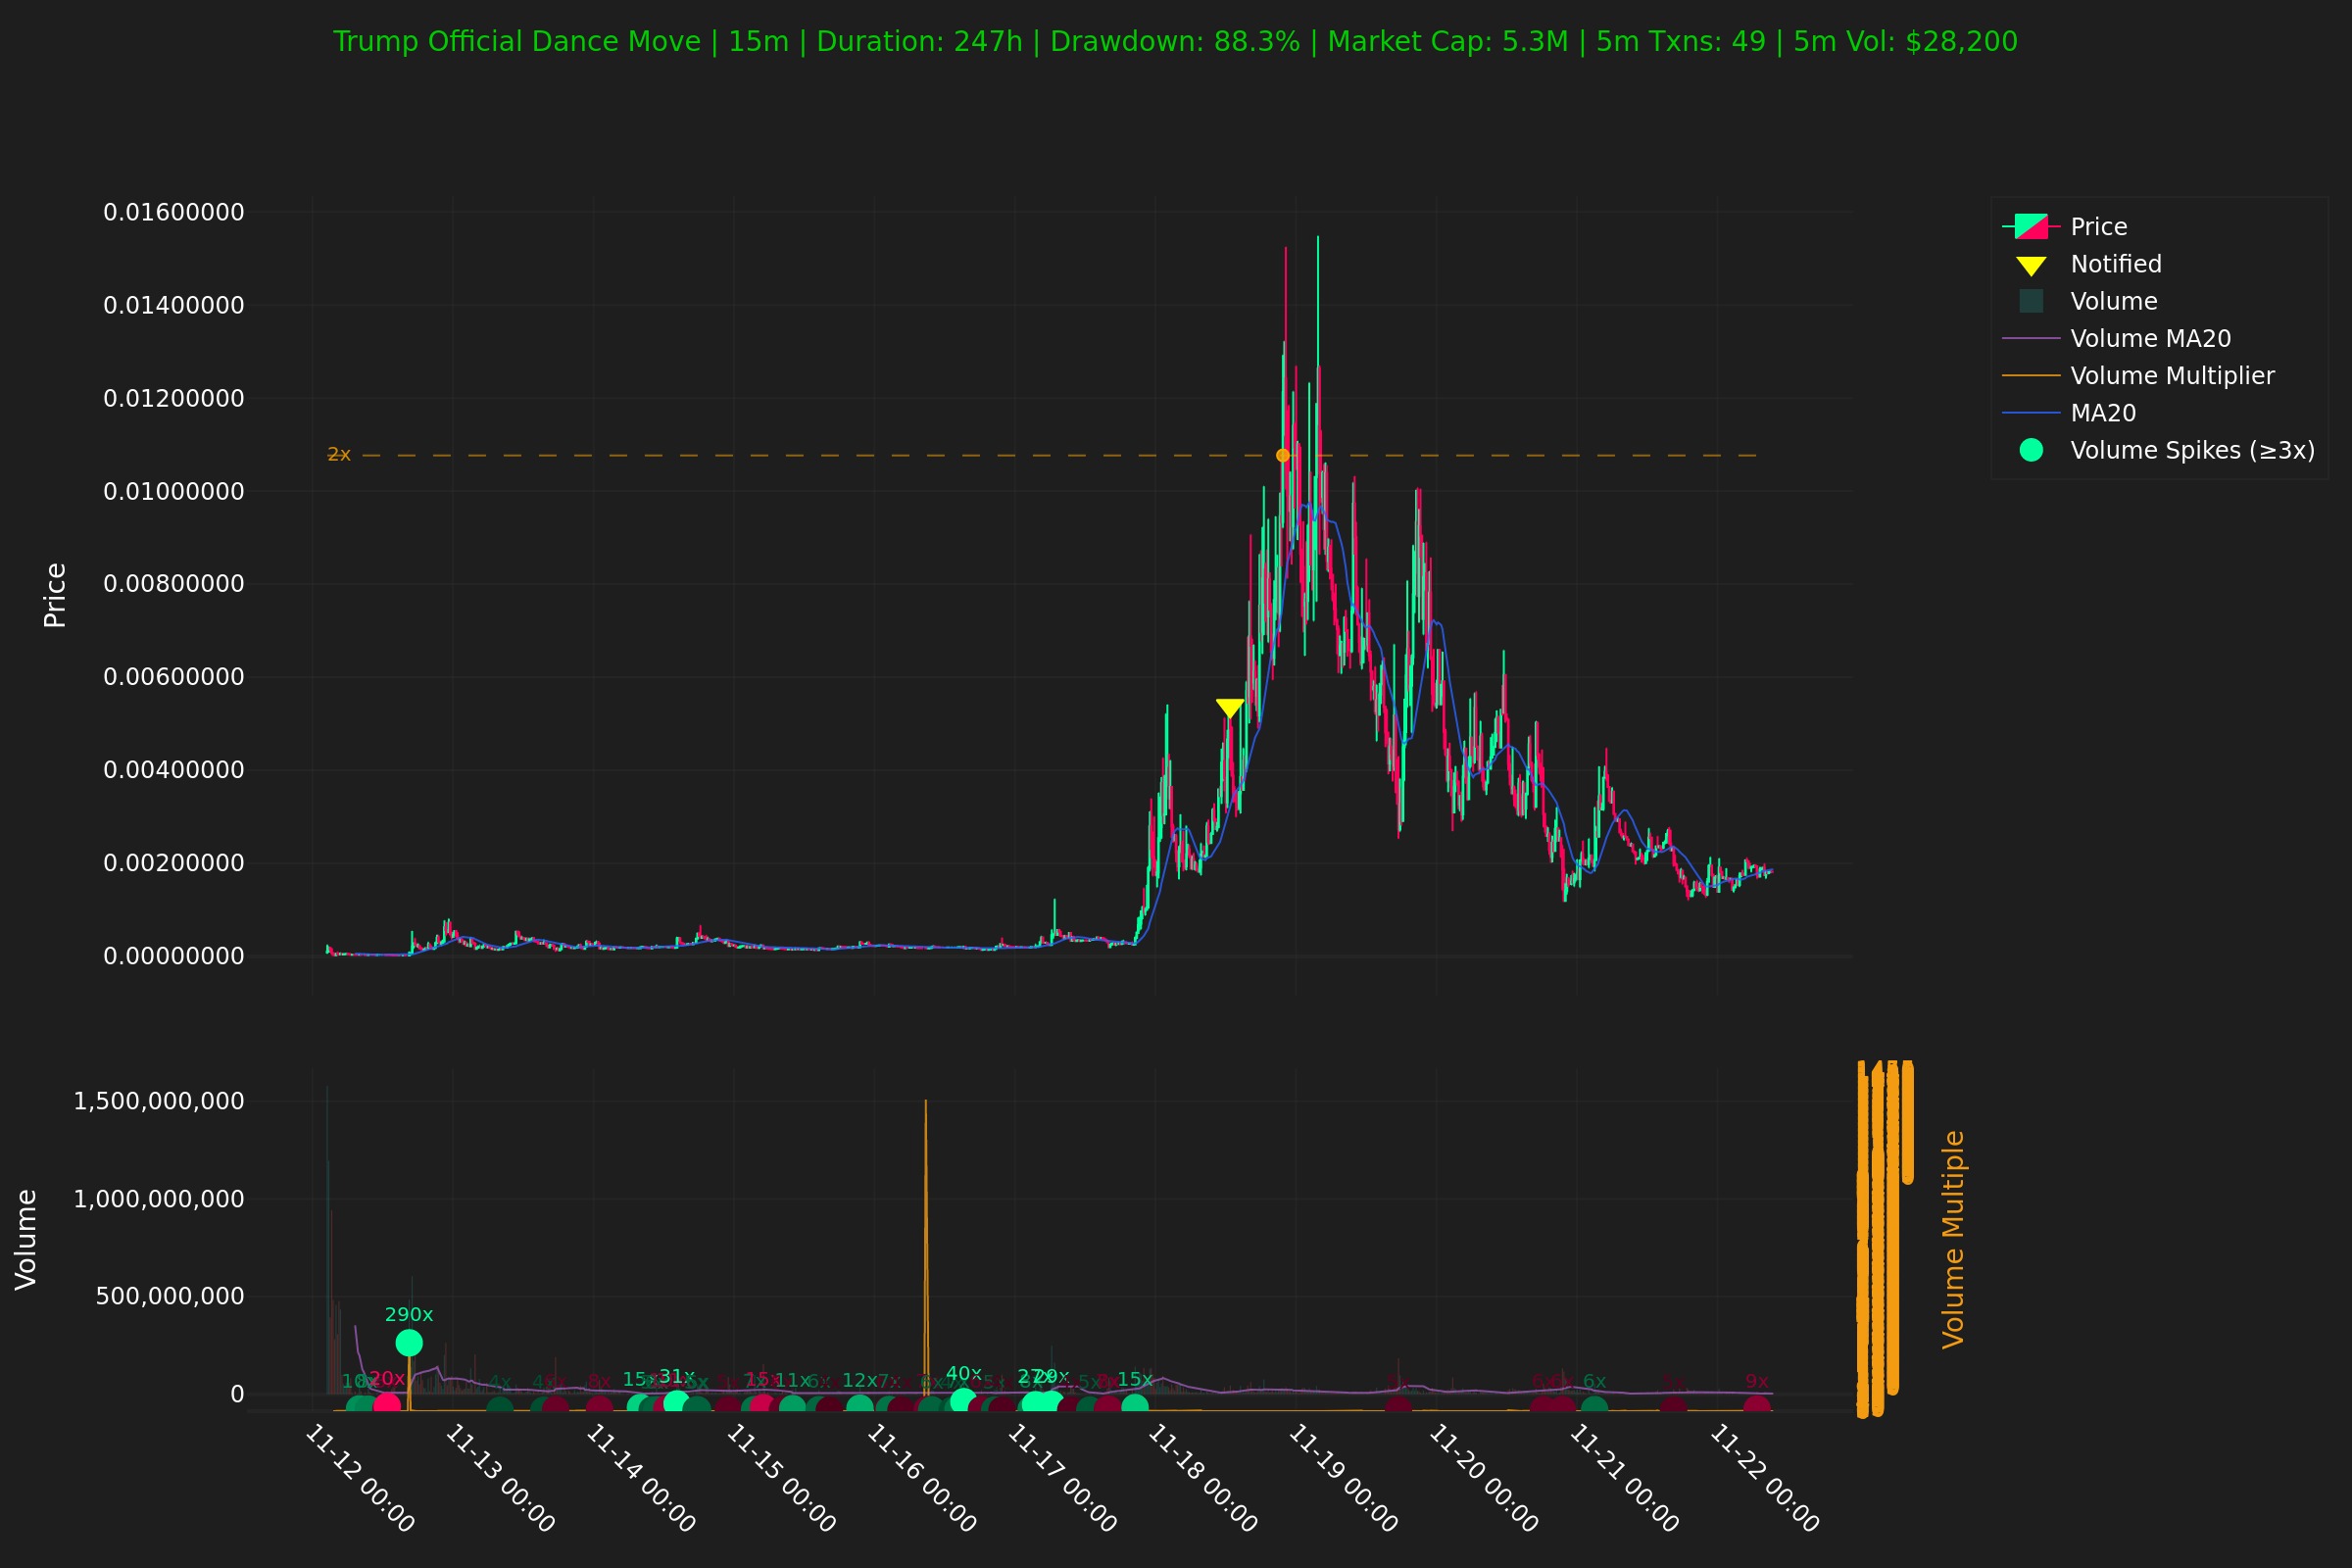 Trump Official Dance Move | 15m | Duration: 247h | Drawdown: 88.3% | Market Cap: 5.3M | 5m Txns: 49 | 5m Vol: $28,200
Price
0.01600000
0.01400000
0.01200000
0.01000000
0.00800000
0.00600000
0.00400000
0.00200000
0.00000000
2x
Price
Notified
Volume
Volume MA20
Volume Multiplier
MA20
Volume Spikes (≥3x)
Volume
1,500,000,000
1,000,000,000
500,000,000
0
290x
20x
4x
8x
31x
15x
11x
12x
7x
40x
29x
5x
15x
6x
9x
Volume Multiple
11-12 00:00
11-13 00:00
11-14 00:00
11-15 00:00
11-16 00:00
11-17 00:00
11-18 00:00
11-19 00:00
11-20 00:00
11-21 00:00
11-22 00:00